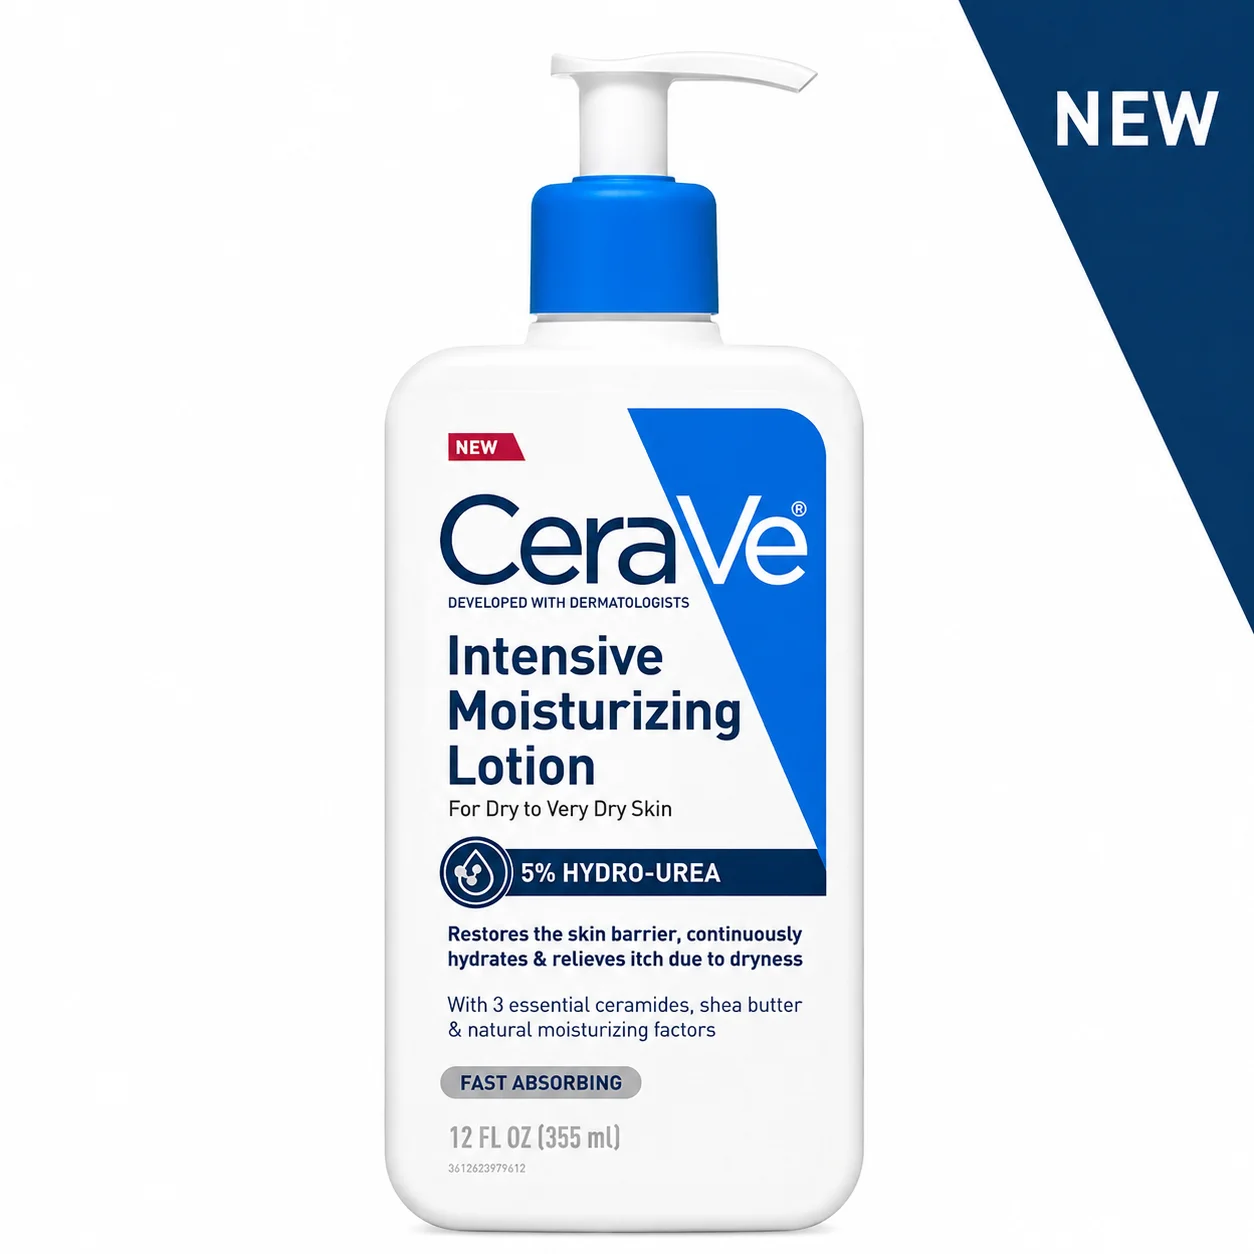 NEW
NEW
CeraVe®
DEVELOPED WITH DERMATOLOGISTS
Intensive
Moisturizing
Lotion
For Dry to Very Dry Skin
5% HYDRO-UREA
Restores the skin barrier, continuously
hydrates & relieves itch due to dryness
With 3 essential ceramides, shea butter
& natural moisturizing factors
FAST ABSORBING
12 FL OZ (355 ml)
3612623979612